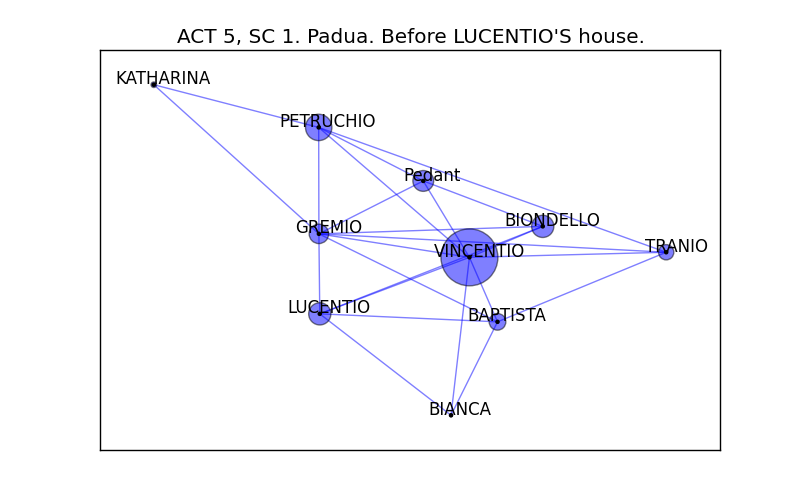 ACT 5, SC 1. Padua. Before LUCENTIO'S house.
KATHARINA
PETRUCHIO
Pedant
BIONDELLO
GREMIO
TRANIO
VINCENTIO
LUCENTIO
BAPTISTA
BIANCA